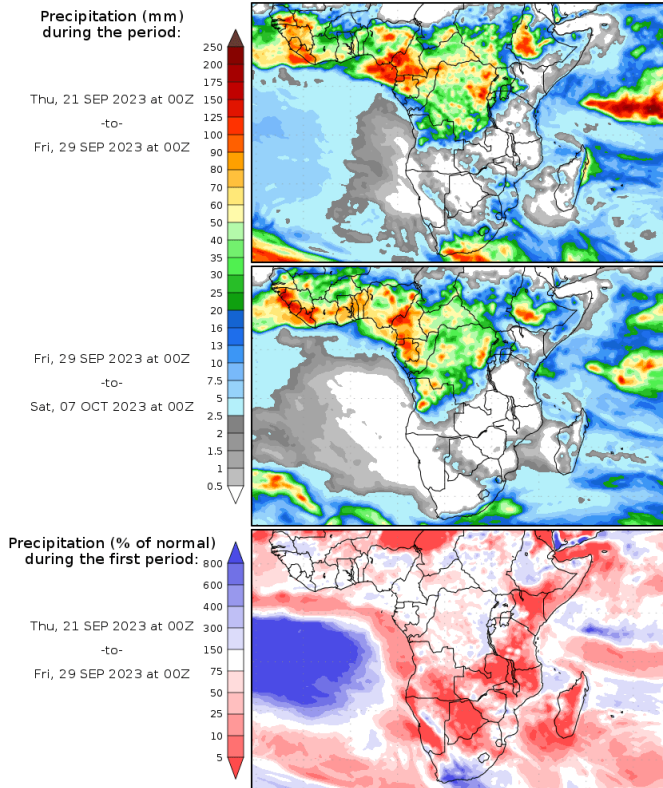 Precipitation (mm)
during the period:
Thu, 21 SEP 2023 at 00Z
-to-
Fri, 29 SEP 2023 at 00Z
250
200
175
150
125
100
90
80
70
60
50
40
35
30
25
20
16
13
10
7.5
5
2.5
2
1.5
1
0.5
Fri, 29 SEP 2023 at 00Z
-to-
Sat, 07 OCT 2023 at 00Z
Precipitation (% of normal)
during the first period:
Thu, 21 SEP 2023 at 00Z
-to-
Fri, 29 SEP 2023 at 00Z
800
600
400
300
150
75
50
25
10
5